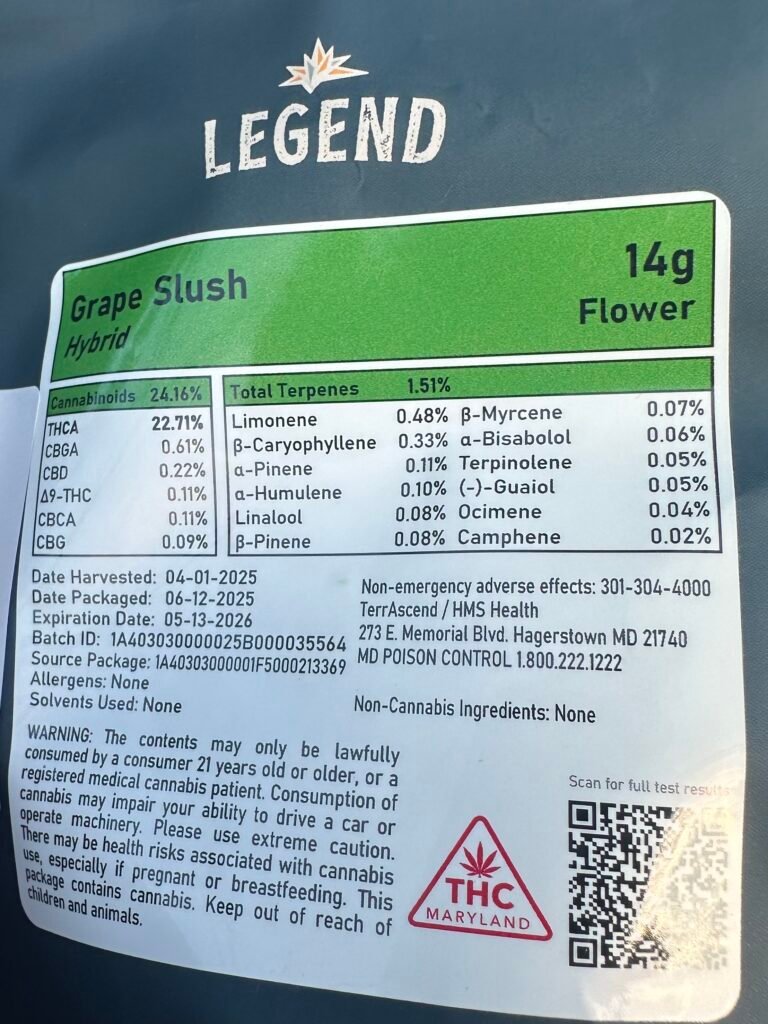 LEGEND
Grape Slush
Hybrid
14g
Flower
Cannabinoids 24.16%
THCA 22.71%
CBGA 0.61%
CBD 0.22%
Δ9-THC 0.11%
CBCA 0.11%
CBG 0.09%
Total Terpenes 1.51%
Limonene 0.48% β-Myrcene 0.07%
β-Caryophyllene 0.33% α-Bisabolol 0.06%
α-Pinene 0.11% Terpinolene 0.05%
α-Humulene 0.10% (-)-Guaiol 0.05%
Linalool 0.08% Ocimene 0.04%
β-Pinene 0.08% Camphene 0.02%
Date Harvested: 04-01-2025
Date Packaged: 06-12-2025
Expiration Date: 05-13-2026
Batch ID: 1A403030000025B000035564
Source Package: 1A40303000001F5000213369
Allergens: None
Solvents Used: None
Non-emergency adverse effects: 301-304-4000
TerrAscend / HMS Health
273 E. Memorial Blvd. Hagerstown MD 21740
MD POISON CONTROL 1.800.222.1222
Non-Cannabis Ingredients: None
WARNING: The contents may only be lawfully
consumed by a consumer 21 years old or older, or a
registered medical cannabis patient. Consumption of
cannabis may impair your ability to drive a car or
operate machinery. Please use extreme caution.
There may be health risks associated with cannabis
use, especially if pregnant or breastfeeding. This
package contains cannabis. Keep out of reach of
children and animals.
THC
MARYLAND
Scan for full test results